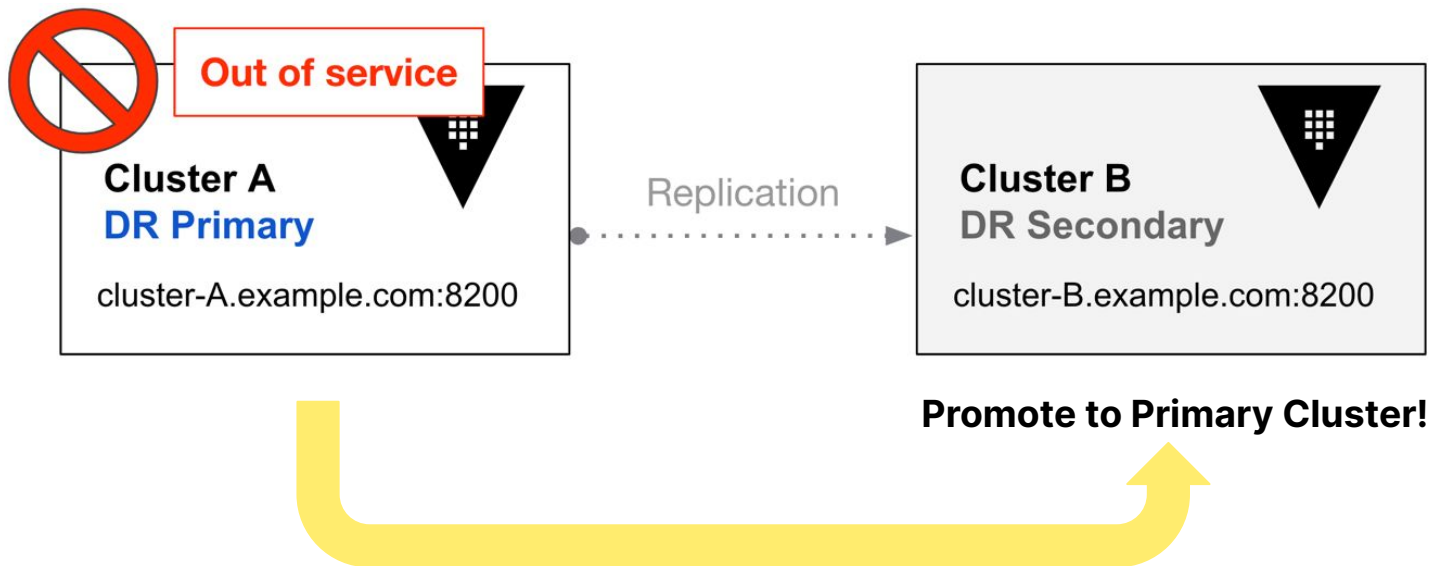 Out of service
Cluster A
DR Primary
cluster-A.example.com:8200
Replication
Cluster B
DR Secondary
cluster-B.example.com:8200
Promote to Primary Cluster!